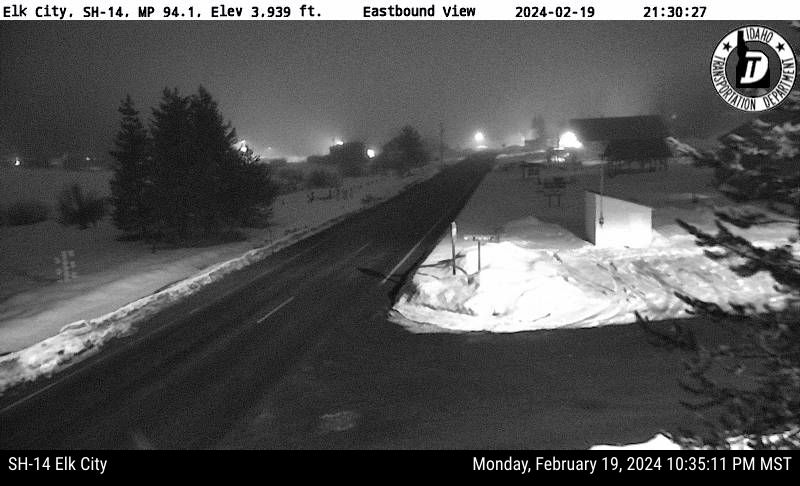 Elk City, SH-14, MP 94.1, Elev 3,939 ft. Eastbound View 2024-02-19 21:30:27
IDAHO
TRANSPORTATION DEPARTMENT
SH-14 Elk City Monday, February 19, 2024 10:35:11 PM MST